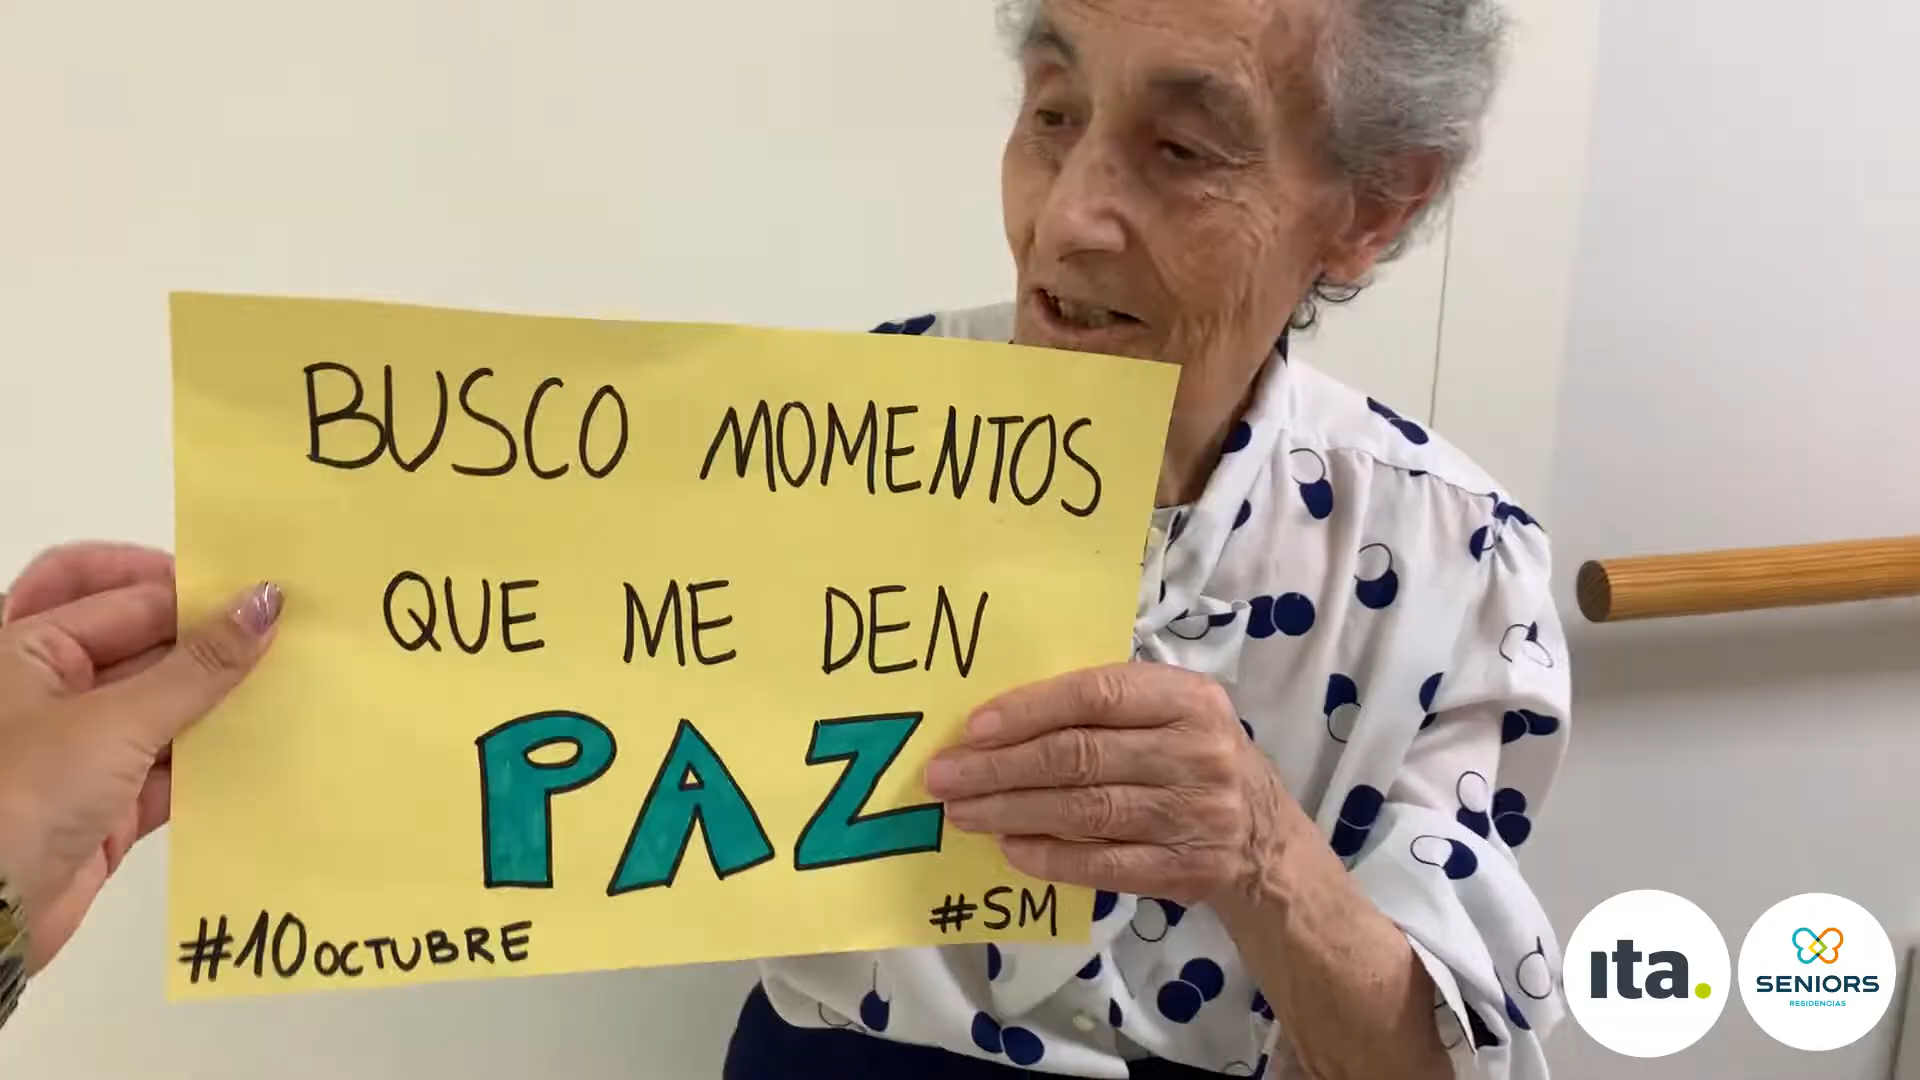 BUSCO MOMENTOS
QUE ME DEN
PAZ
#10OCTUBRE #SM
ita.
SENIORS
RESIDENCIAS